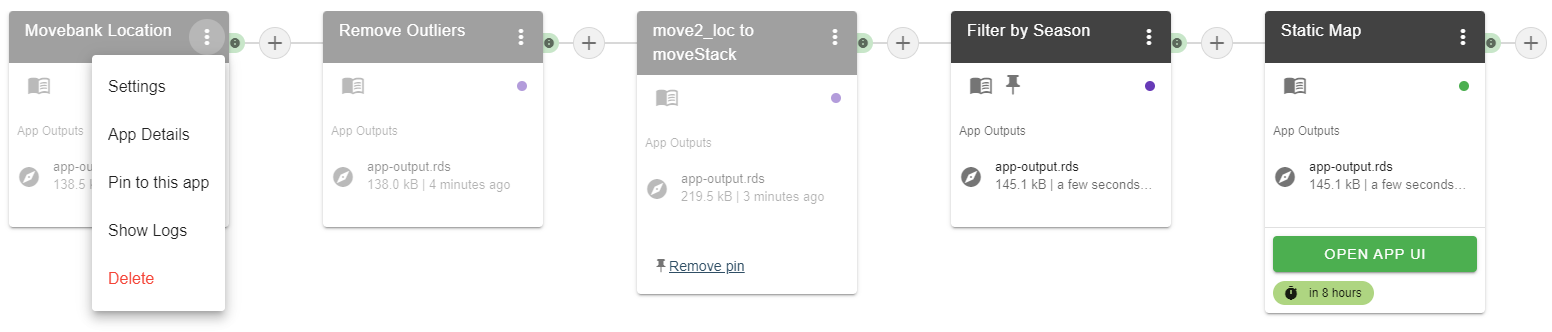 Movebank Location
Settings
App Details
Pin to this app
Show Logs
Delete
App Outputs
app-ou
138.5 k
Remove Outliers
App Outputs
app-output.rds
138.0 kB | 4 minutes ago
move2_loc to
moveStack
App Outputs
app-output.rds
219.5 kB | 3 minutes ago
Remove pin
Filter by Season
App Outputs
app-output.rds
145.1 kB | a few seconds...
Static Map
App Outputs
app-output.rds
145.1 kB | a few seconds...
OPEN APP UI
in 8 hours